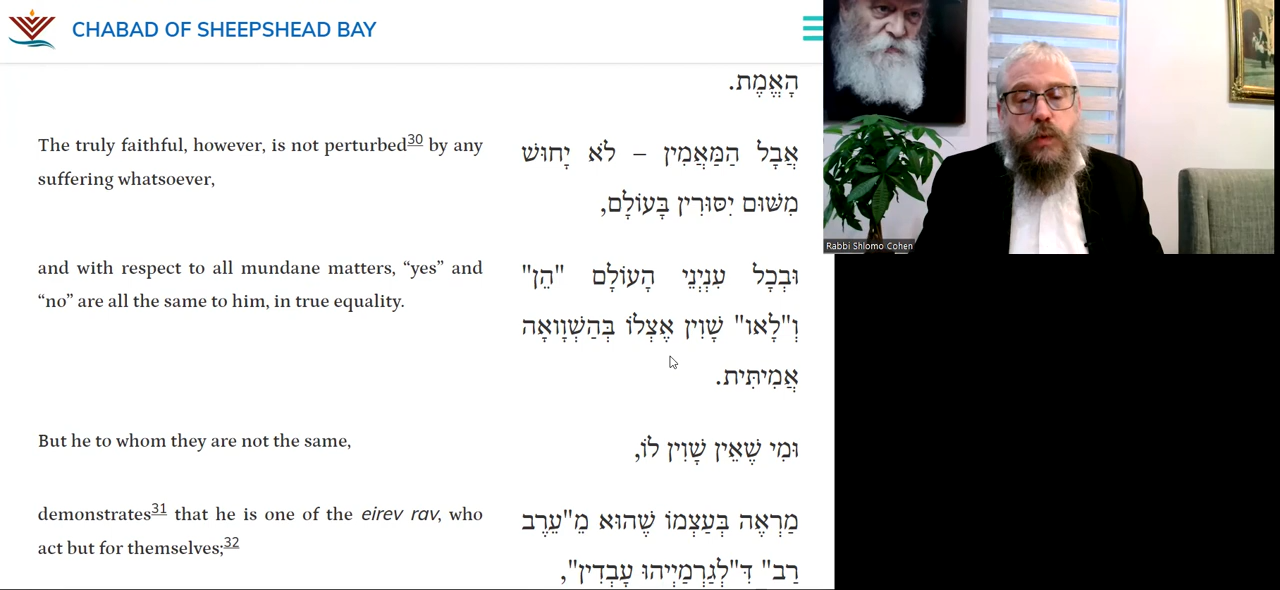 CHABAD OF SHEEPSHEAD BAY
הָאֱמֶת.
The truly faithful, however, is not perturbed30 by any
suffering whatsoever,
אֲבָל הַמַּאֲמִין – לֹא יָחוּשׁ
מִשּׁוּם יִסּוּרִין בָּעוֹלָם,
and with respect to all mundane matters, “yes” and
“no” are all the same to him, in true equality.
וּבְכָל עִנְיְנֵי הָעוֹלָם "הֵן"
וְ"לָאו" שָׁוִין אֶצְלוֹ בְּהַשְׁוָואָה
אֲמִיתִּית.
But he to whom they are not the same,
וּמִי שֶׁאֵין שָׁוִין לוֹ,
demonstrates31 that he is one of the eirev rav, who
act but for themselves;32
מַרְאֶה בְּעַצְמוֹ שֶׁהוּא מֵ"עֵרֶב
רַב" דִּ"לְגַרְמַיְיהוּ עָבְדִין",
Rabbi Shlomo Cohen